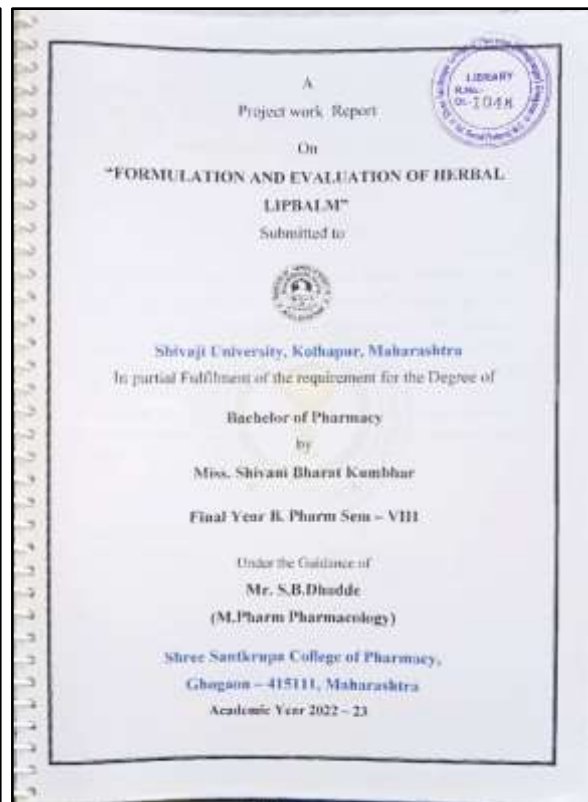 A
Project work Report
On
"FORMULATION AND EVALUATION OF HERBAL
LIPBALM"
Submitted to
Shivaji University, Kolhapur, Maharashtra
In partial Fulfilment of the requirement for the Degree of
Bachelor of Pharmacy
by
Miss. Shivani Bharat Kumbhar
Final Year B. Pharm Sem – VIII
Under the Guidance of
Mr. S.B.Dhudde
(M.Pharm Pharmacology)
Shree Santkrupa College of Pharmacy,
Ghogaon – 415111, Maharashtra
Academic Year 2022 – 23
LIBRARY
R.No.-